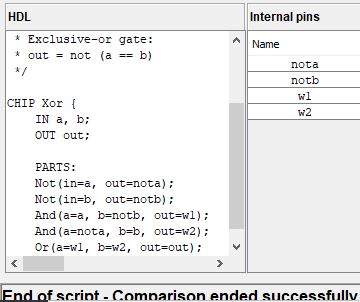 HDL
* Exclusive-or gate:
* out = not (a == b)
*/
CHIP Xor {
IN a, b;
OUT out;
PARTS:
Not(in=a, out=nota);
Not(in=b, out=notb);
And(a=a, b=notb, out=w1);
And(a=nota, b=b, out=w2);
Or(a=w1, b=w2, out=out);
Internal pins
Name
nota
notb
w1
w2
End of script - Comparison ended successfully